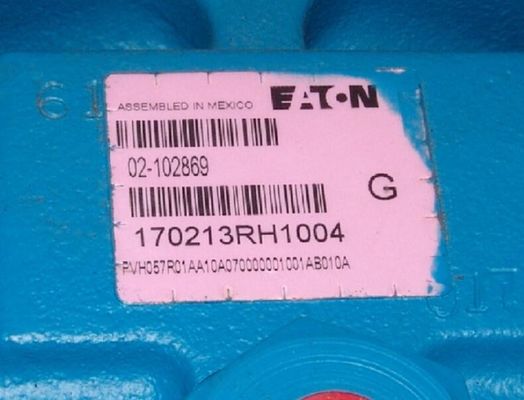 ASSEMBLED IN MEXICO EATON
02-102869
G
170213RH1004
PVH057R01AA10A070000001001AB010A